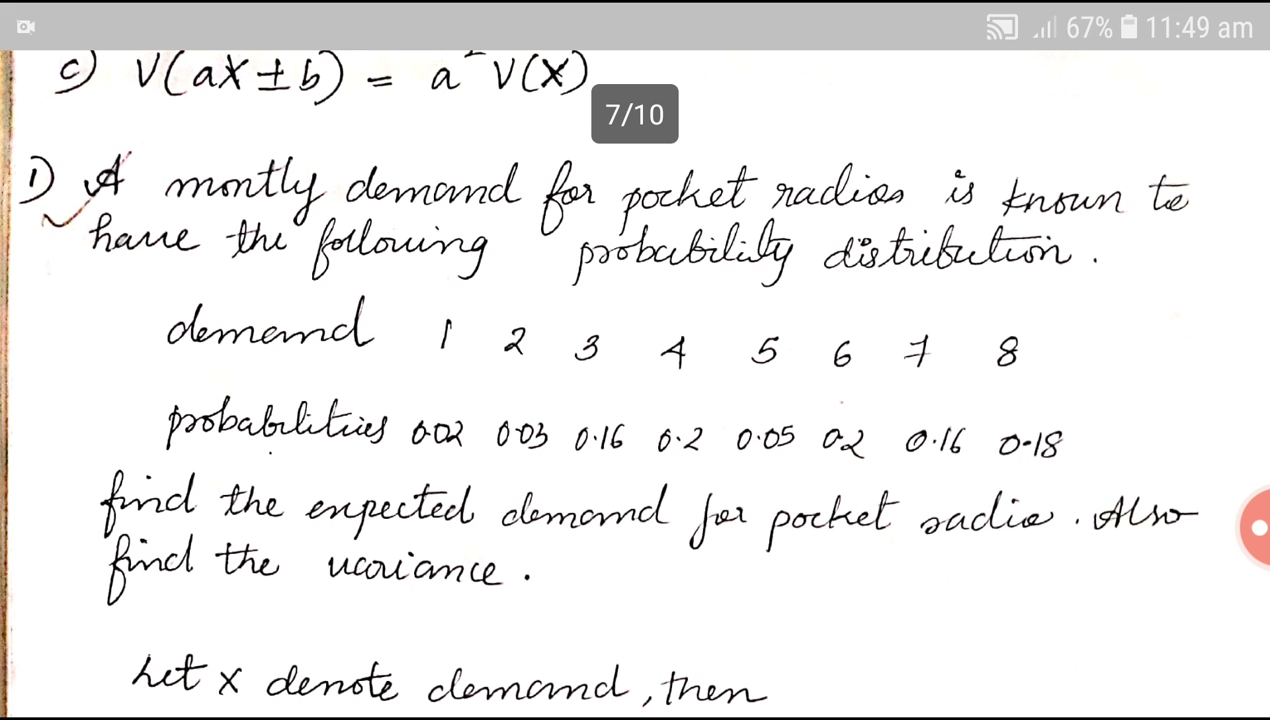 67% 11:49 am
c) V(aX ± b) = a² V(X)
7/10
1) A montly demand for pocket radios is known to
have the following probability distribution.
demand 1 2 3 4 5 6 7 8
probabilities 0.02 0.03 0.16 0.2 0.05 0.2 0.16 0.18
find the expected demand for pocket radio. Also
find the variance.
Let x denote demand, then